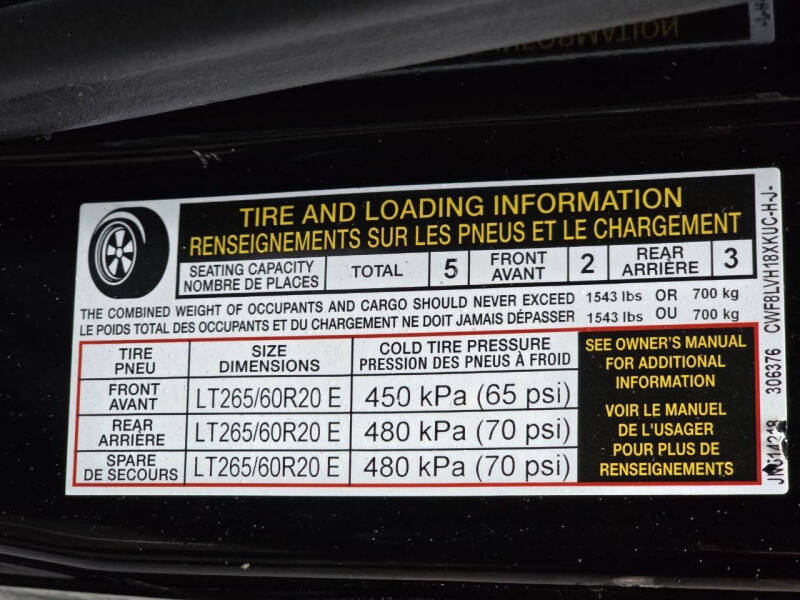 TIRE AND LOADING INFORMATION
RENSEIGNEMENTS SUR LES PNEUS ET LE CHARGEMENT
SEATING CAPACITY TOTAL 5 FRONT 2 REAR 3
NOMBRE DE PLACES AVANT ARRIÈRE
THE COMBINED WEIGHT OF OCCUPANTS AND CARGO SHOULD NEVER EXCEED 1543 lbs OR 700 kg
LE POIDS TOTAL DES OCCUPANTS ET DU CHARGEMENT NE DOIT JAMAIS DÉPASSER 1543 lbs OU 700 kg
TIRE SIZE COLD TIRE PRESSURE
PNEU DIMENSIONS PRESSION DES PNEUS À FROID
FRONT
AVANT LT265/60R20 E 450 kPa (65 psi)
REAR
ARRIÈRE LT265/60R20 E 480 kPa (70 psi)
SPARE
DE SECOURS LT265/60R20 E 480 kPa (70 psi)
SEE OWNER'S MANUAL
FOR ADDITIONAL
INFORMATION
VOIR LE MANUEL
DE L'USAGER
POUR PLUS DE
RENSEIGNEMENTS
306376 CWF8LVH18XKUC-H-J-
INFORMATION